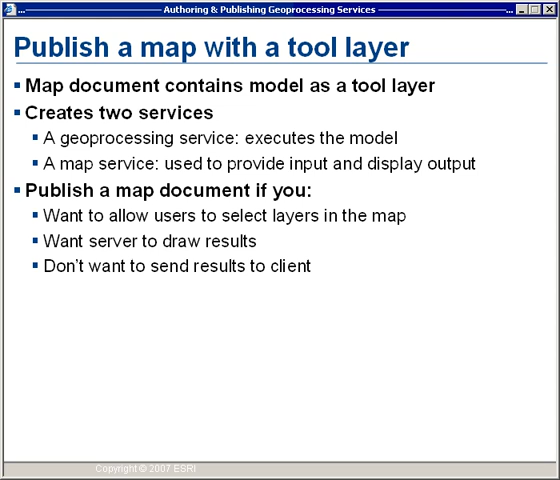 ... Authoring & Publishing Geoprocessing Services ...
Publish a map with a tool layer
Map document contains model as a tool layer
Creates two services
A geoprocessing service: executes the model
A map service: used to provide input and display output
Publish a map document if you:
Want to allow users to select layers in the map
Want server to draw results
Don't want to send results to client
Copyright © 2007 ESRI